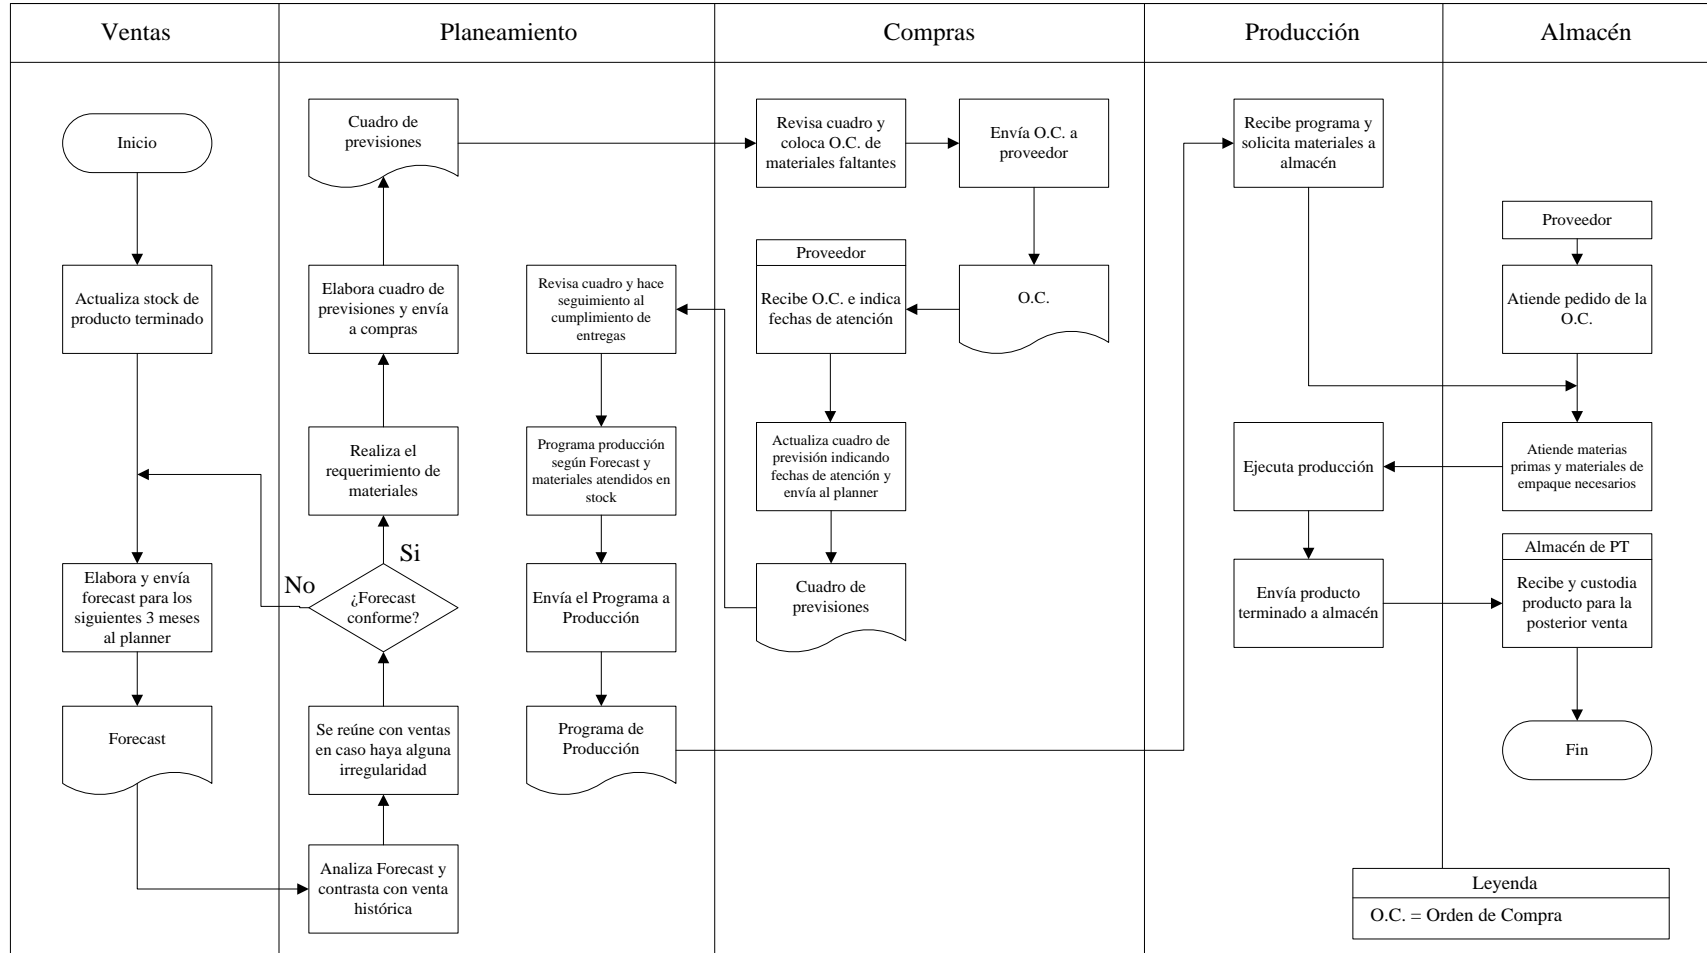 Ventas
Planeamiento
Compras
Producción
Almacén
Inicio
Actualiza stock de
producto terminado
Elabora y envía
forecast para los
siguientes 3 meses
al planner
Forecast
Cuadro de
previsiones
Elabora cuadro de
previsiones y envía
a compras
Realiza el
requerimiento de
materiales
Si
No
¿Forecast
conforme?
Se reúne con ventas
en caso haya alguna
irregularidad
Analiza Forecast y
contrasta con venta
histórica
Revisa cuadro y hace
seguimiento al
cumplimiento de
entregas
Programa producción
según Forecast y
materiales atendidos en
stock
Envía el Programa a
Producción
Programa de
Producción
Revisa cuadro y
coloca O.C. de
materiales faltantes
Envía O.C. a
proveedor
Proveedor
Recibe O.C. e indica
fechas de atención
O.C.
Actualiza cuadro de
previsión indicando
fechas de atención y
envía al planner
Cuadro de
previsiones
Recibe programa y
solicita materiales a
almacén
Ejecuta producción
Envía producto
terminado a almacén
Proveedor
Atiende pedido de la
O.C.
Atiende materias
primas y materiales de
empaque necesarios
Almacén de PT
Recibe y custodia
producto para la
posterior venta
Fin
Leyenda
O.C. = Orden de Compra